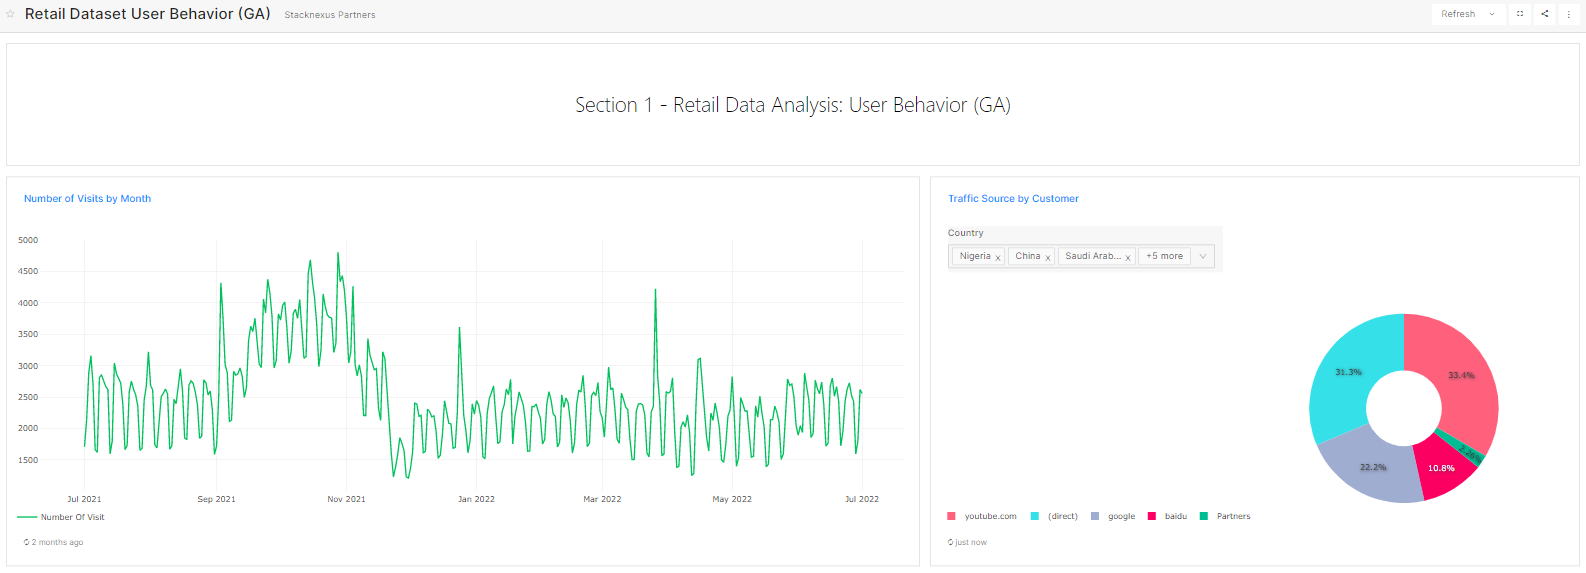 Retail Dataset User Behavior (GA) Stacknexus Partners Refresh
Section 1 - Retail Data Analysis: User Behavior (GA)
Number of Visits by Month
5000
4500
4000
3500
3000
2500
2000
1500
Jul 2021 Sep 2021 Nov 2021 Jan 2022 Mar 2022 May 2022 Jul 2022
Number Of Visit
2 months ago
Traffic Source by Customer
Country
Nigeria x China x Saudi Arab... x +5 more
31.3% 33.4%
2.26%
22.2% 10.8%
youtube.com (direct) google baidu Partners
just now